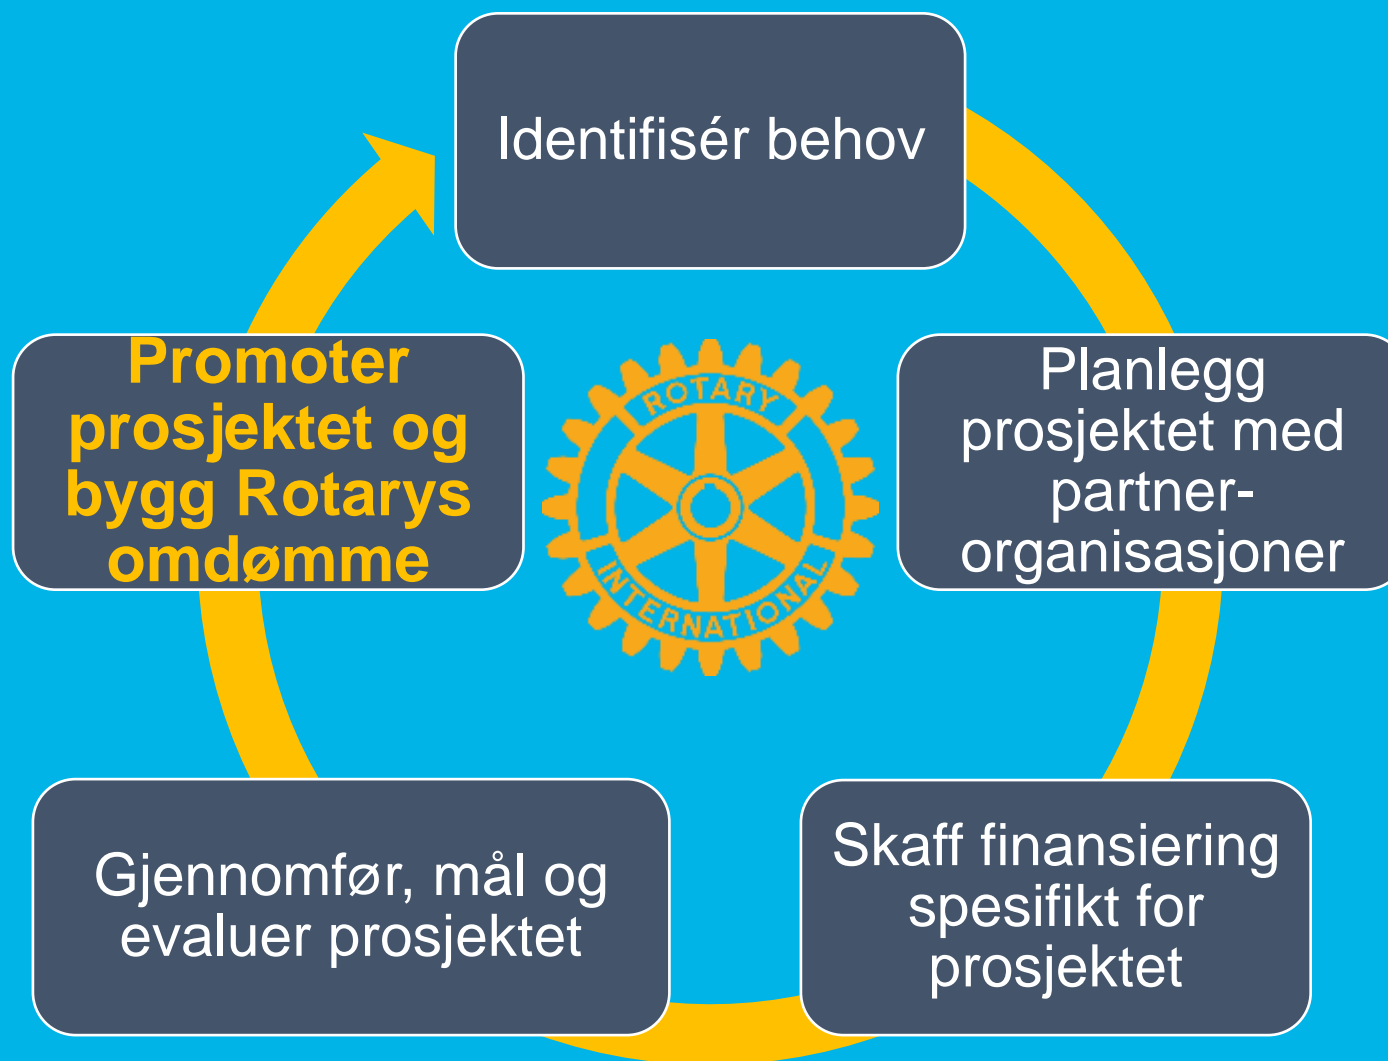 Identifisér behov
Planlegg
prosjektet med
partner-
organisasjoner
Skaff finansiering
spesifikt for
prosjektet
Gjennomfør, mål og
evaluer prosjektet
Promoter
prosjektet og
bygg Rotarys
omdømme
ROTARY
INTERNATIONAL